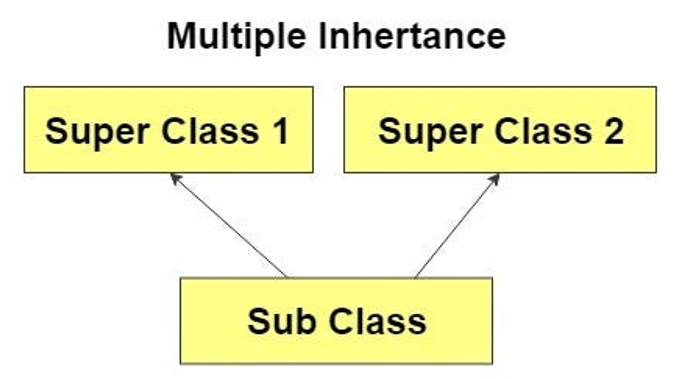 Multiple Inhertance
Super Class 1
Super Class 2
Sub Class